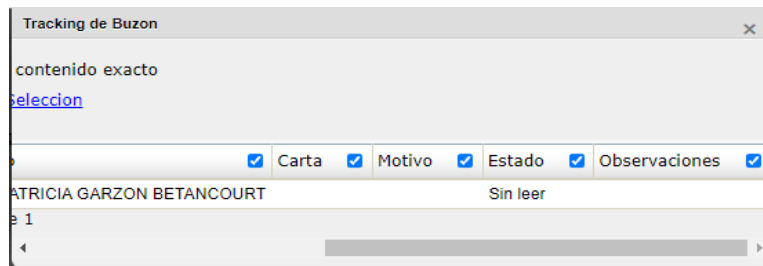 Tracking de Buzon
contenido exacto
Seleccion
Carta Motivo Estado Observaciones
ATRICIA GARZON BETANCOURT Sin leer
e 1